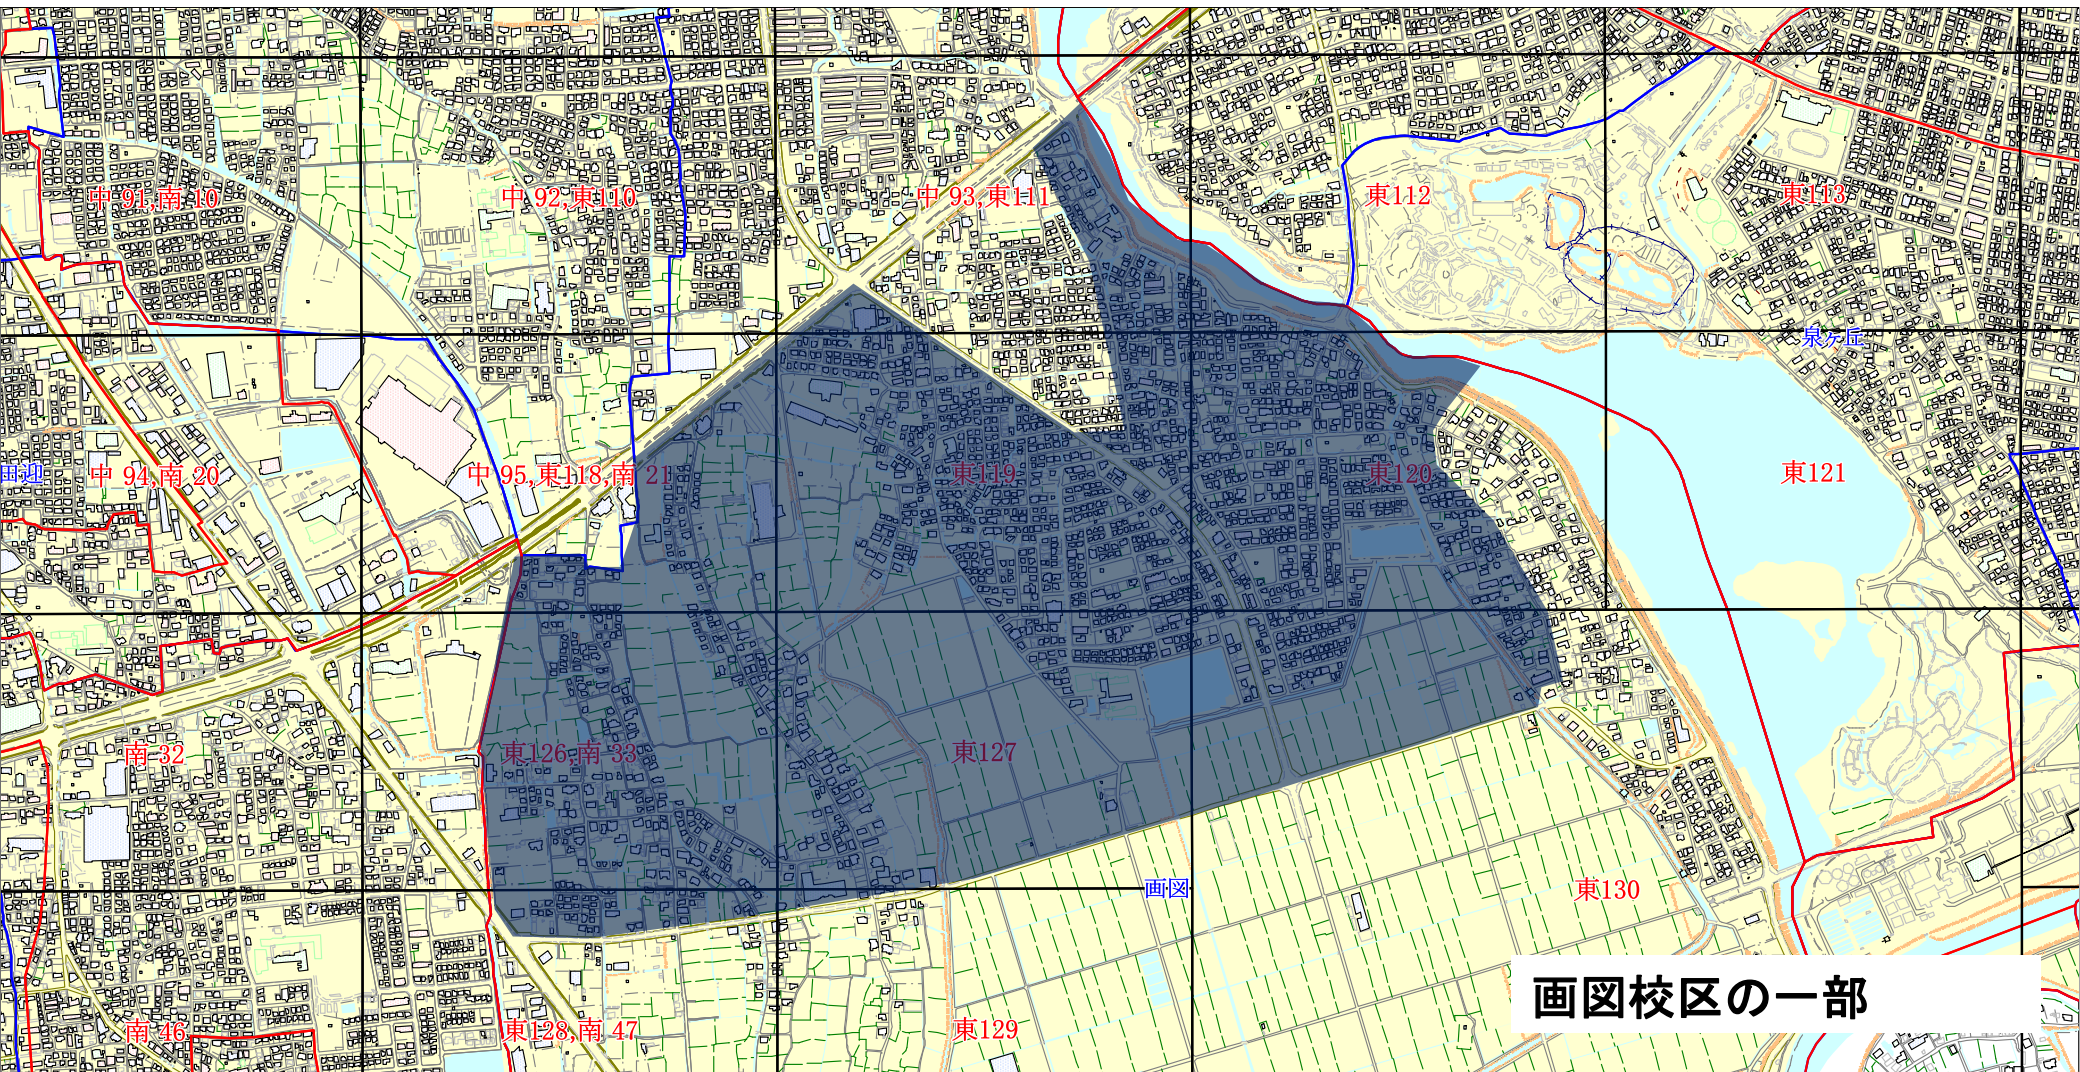 中 91,南 10
中 92,東110
中 93,東111
東112
東113
泉ヶ丘
田迎
中 94,南 20
中 95,東118,南 21
東119
東120
東121
南 32
東126,南 33
東127
画図
東130
画図校区の一部
南 46
東128,南 47
東129